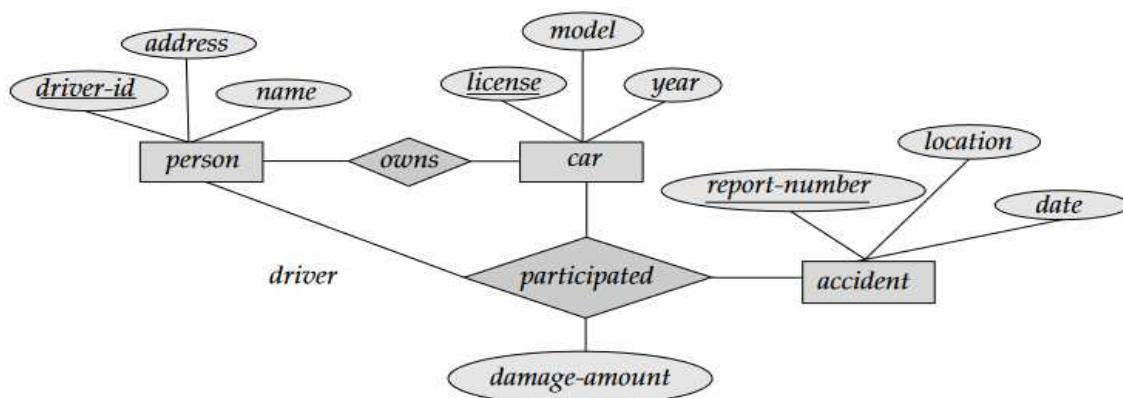 address
model
driver-id
name
license
year
person
owns
car
location
report-number
date
driver
participated
accident
damage-amount